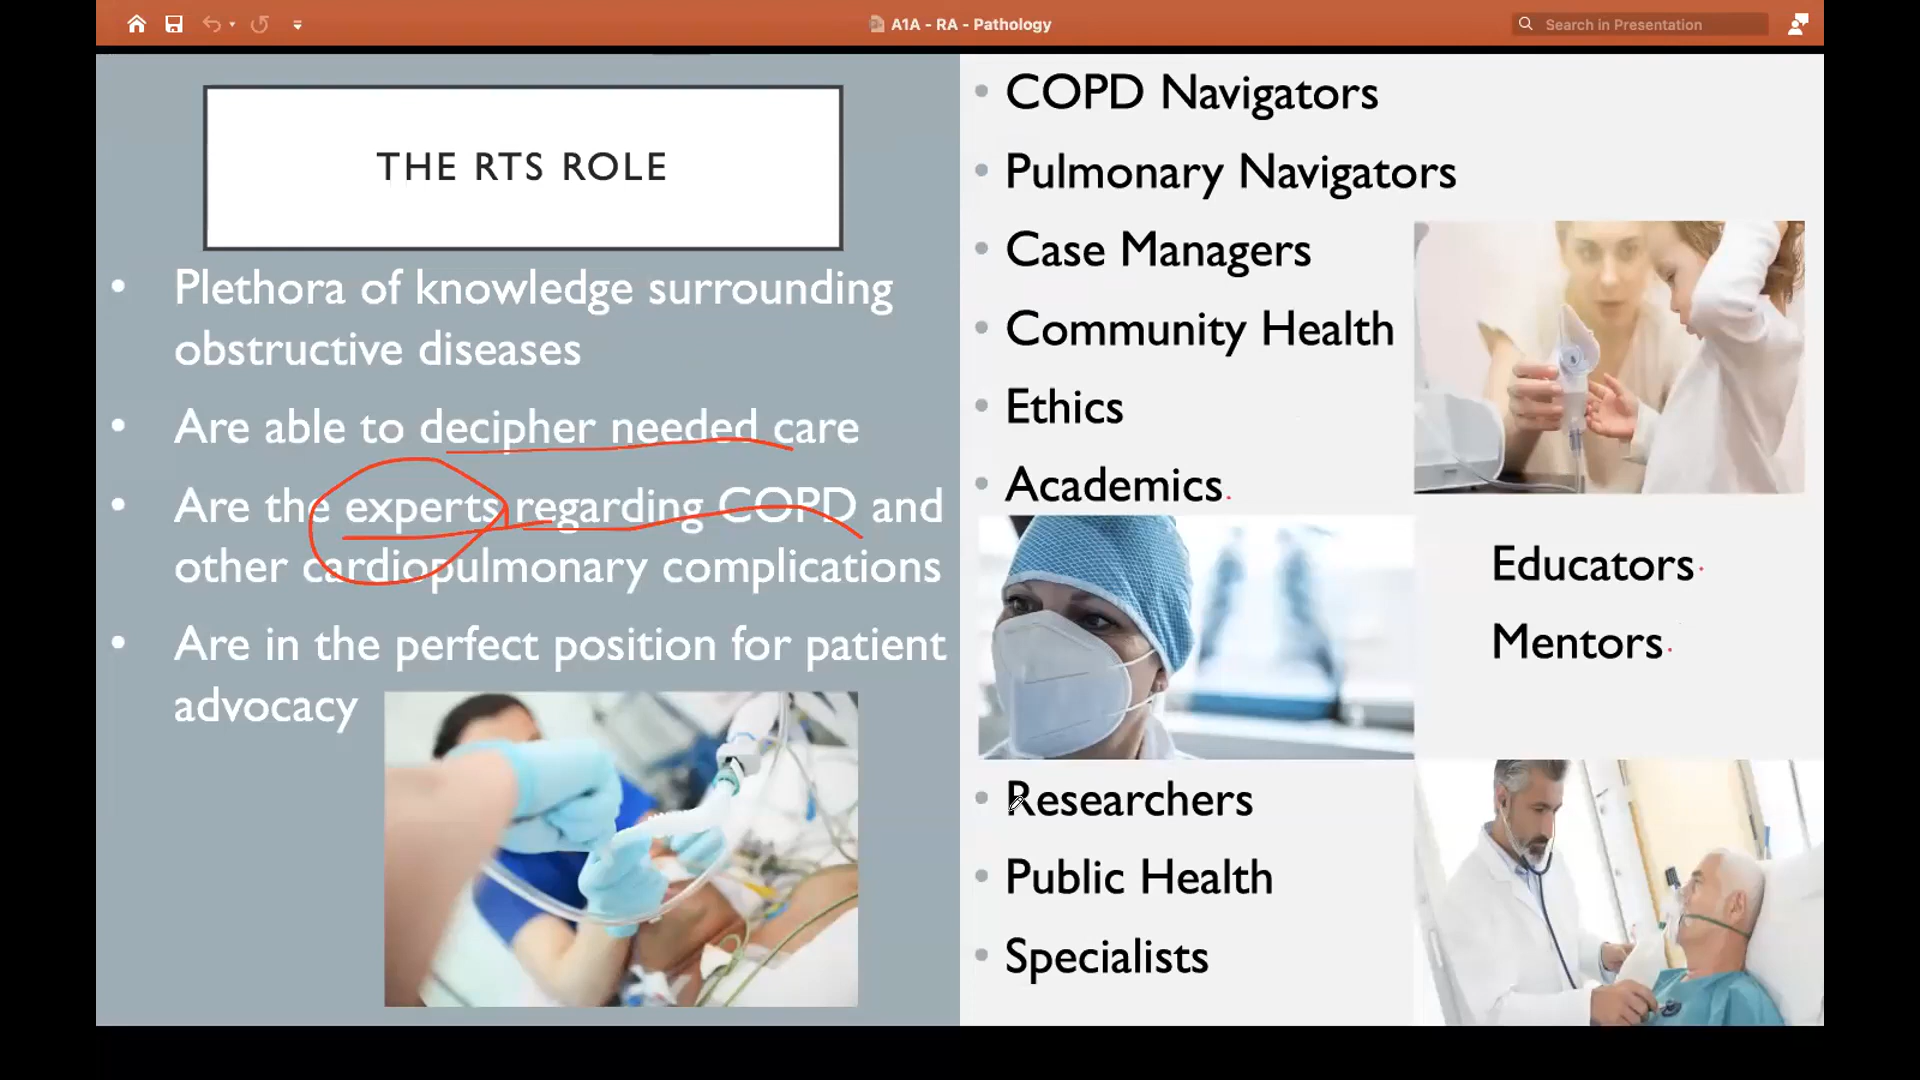 A1A - RA - Pathology
Search in Presentation
THE RTS ROLE
• Plethora of knowledge surrounding
obstructive diseases
• Are able to decipher needed care
• Are the experts regarding COPD and
other cardiopulmonary complications
• Are in the perfect position for patient
advocacy
• COPD Navigators
• Pulmonary Navigators
• Case Managers
• Community Health
• Ethics
• Academics
Educators
Mentors
• Researchers
• Public Health
• Specialists